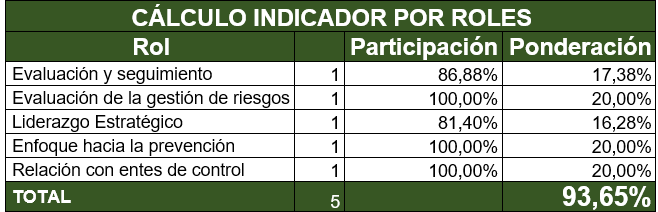 CÁLCULO INDICADOR POR ROLES
Rol Participación Ponderación
Evaluación y seguimiento 1 86,88% 17,38%
Evaluación de la gestión de riesgos 1 100,00% 20,00%
Liderazgo Estratégico 1 81,40% 16,28%
Enfoque hacia la prevención 1 100,00% 20,00%
Relación con entes de control 1 100,00% 20,00%
TOTAL 5 93,65%